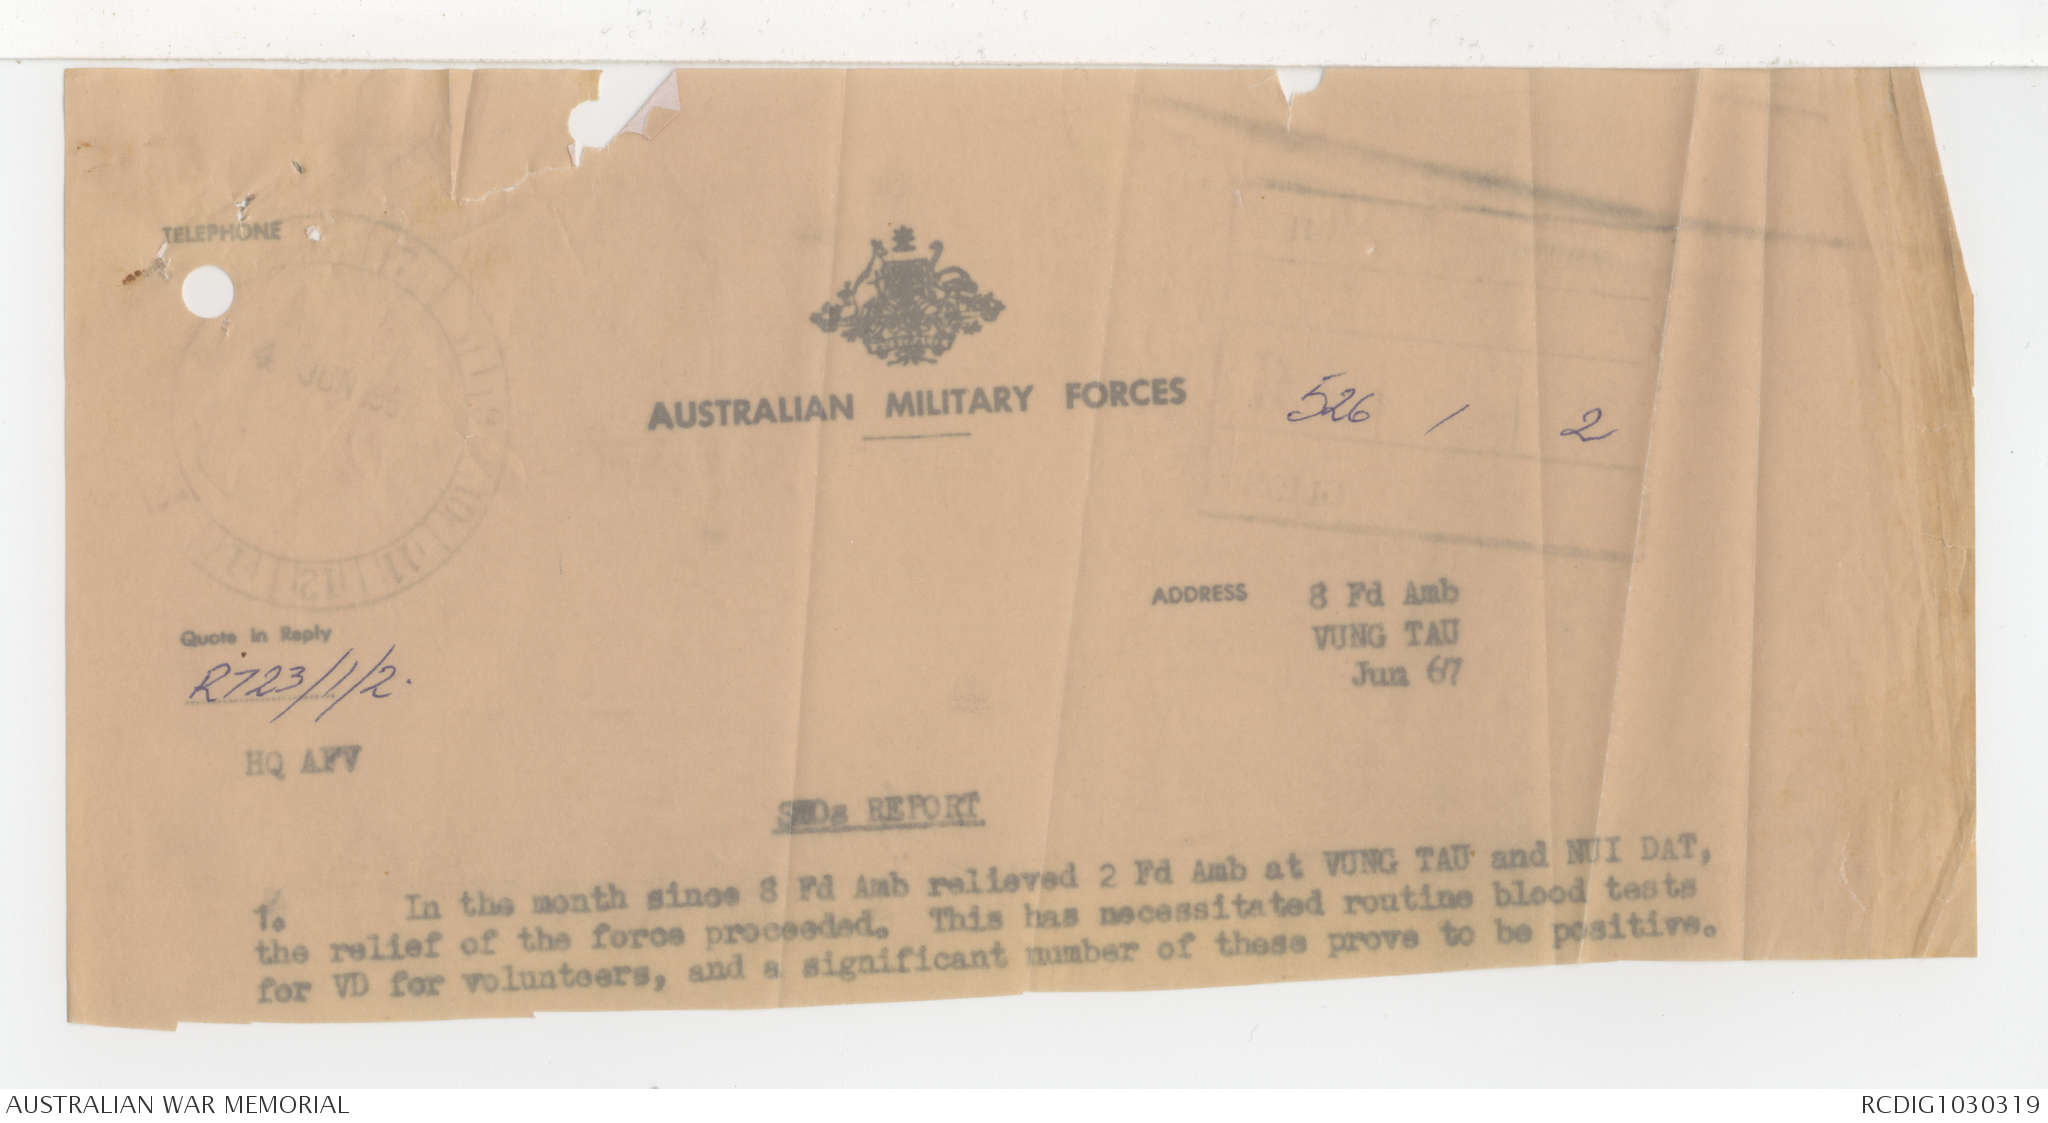 TELEPHONE
AUSTRALIA
AUSTRALIAN MILITARY FORCES
526 / 2
4 JUN
ADDRESS 8 Fd Amb
VUNG TAU
Jun 67
Quote in Reply
R723/1/2.
HQ AFV
SMOs REPORT
1. In the month since 8 Fd Amb relieved 2 Fd Amb at VUNG TAU and NUI DAT,
the relief of the force proceeded. This has necessitated routine blood tests
for VD for volunteers, and a significant number of these prove to be positive.
AUSTRALIAN WAR MEMORIAL
RCDIG1030319